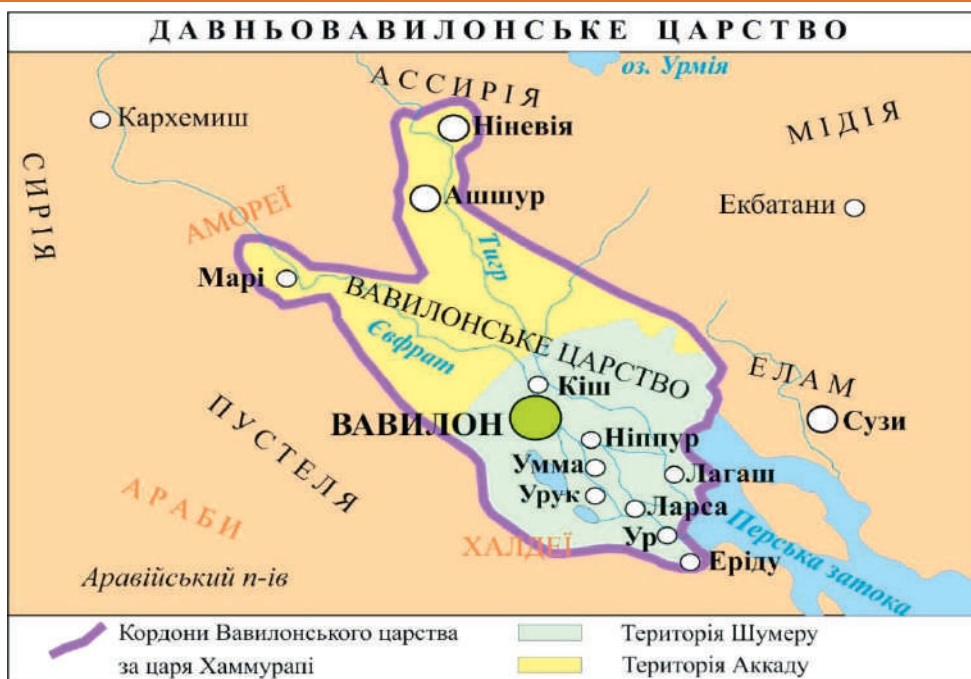 ДАВНЬОВАВИЛОНСЬКЕ ЦАРСТВО
оз. Урмія
АССИРІЯ
Кархемиш
Ніневія
МІДІЯ
СИРІЯ
Ашшур
Екбатани
АМОРЕЇ
Тигр
Марі
ВАВИЛОНСЬКЕ ЦАРСТВО
Євфрат
ЕЛАМ
Кіш
ПУСТЕЛЯ
ВАВИЛОН
Сузи
Ніппур
Умма
Лагаш
Урук
Ларса
АРАБИ
Ур
Перська затока
ХАЛДЕЇ
Еріду
Аравійський п-ів
Кордони Вавилонського царства
за царя Хаммурапі
Територія Шумеру
Територія Аккаду